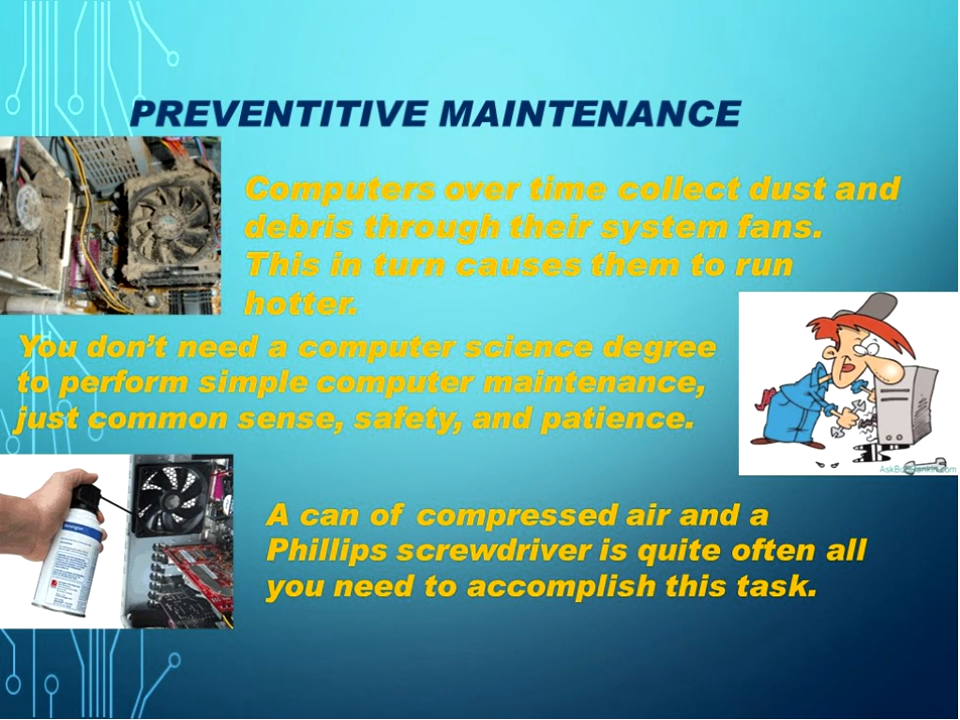 PREVENTITIVE MAINTENANCE
Computers over time collect dust and
debris through their system fans.
This in turn causes them to run
hotter.
You don’t need a computer science degree
to perform simple computer maintenance,
just common sense, safety, and patience.
A can of compressed air and a
Phillips screwdriver is quite often all
you need to accomplish this task.